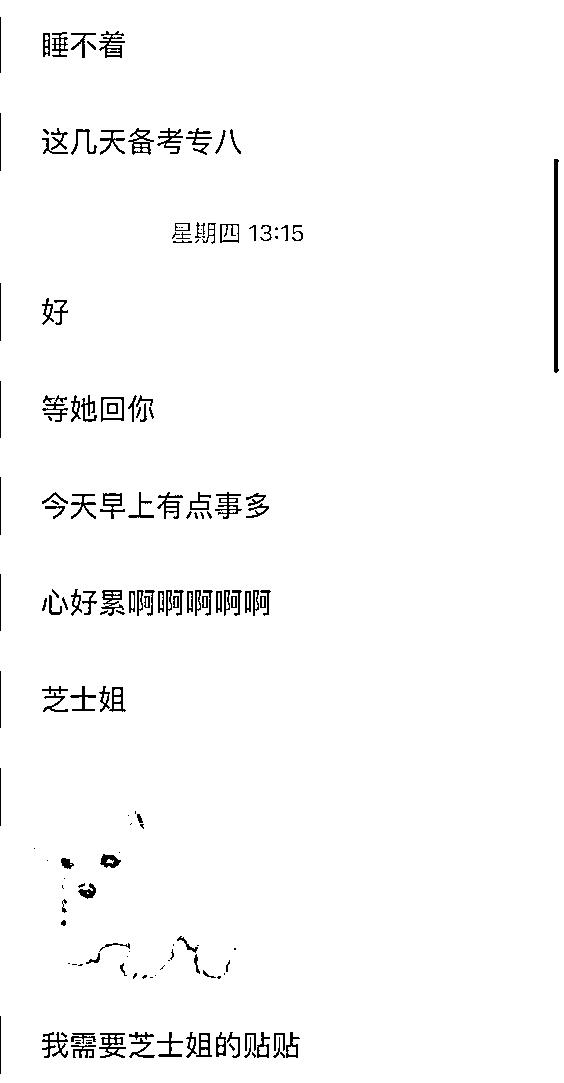 睡不着
这几天备考专八
星期四 13:15
好
等她回你
今天早上有点事多
心好累啊啊啊啊啊
芝士姐
我需要芝士姐的贴贴